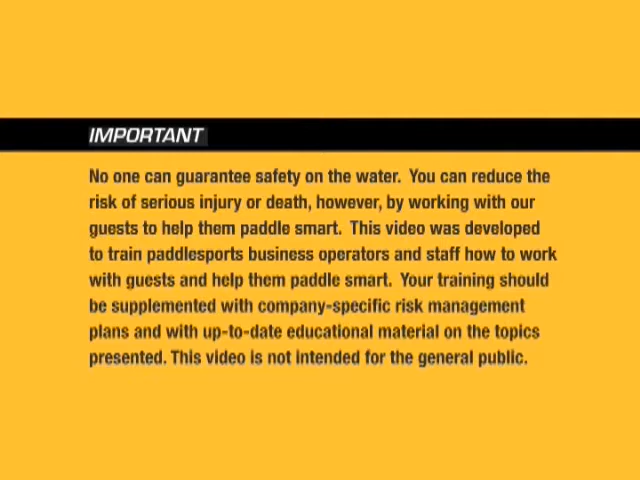 IMPORTANT
No one can guarantee safety on the water. You can reduce the
risk of serious injury or death, however, by working with our
guests to help them paddle smart. This video was developed
to train paddlesports business operators and staff how to work
with guests and help them paddle smart. Your training should
be supplemented with company-specific risk management
plans and with up-to-date educational material on the topics
presented. This video is not intended for the general public.